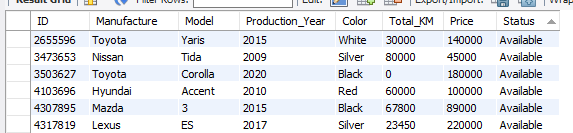 Result Grid Filter Rows: Edit: Export/Import:
ID Manufacture Model Production_Year Color Total_KM Price Status
2655596 Toyota Yaris 2015 White 30000 140000 Available
3473653 Nissan Tida 2009 Silver 80000 45000 Available
3503627 Toyota Corolla 2020 Black 0 180000 Available
4103696 Hyundai Accent 2010 Red 60000 100000 Available
4307895 Mazda 3 2015 Black 67800 89000 Available
4317819 Lexus ES 2017 Silver 23450 220000 Available